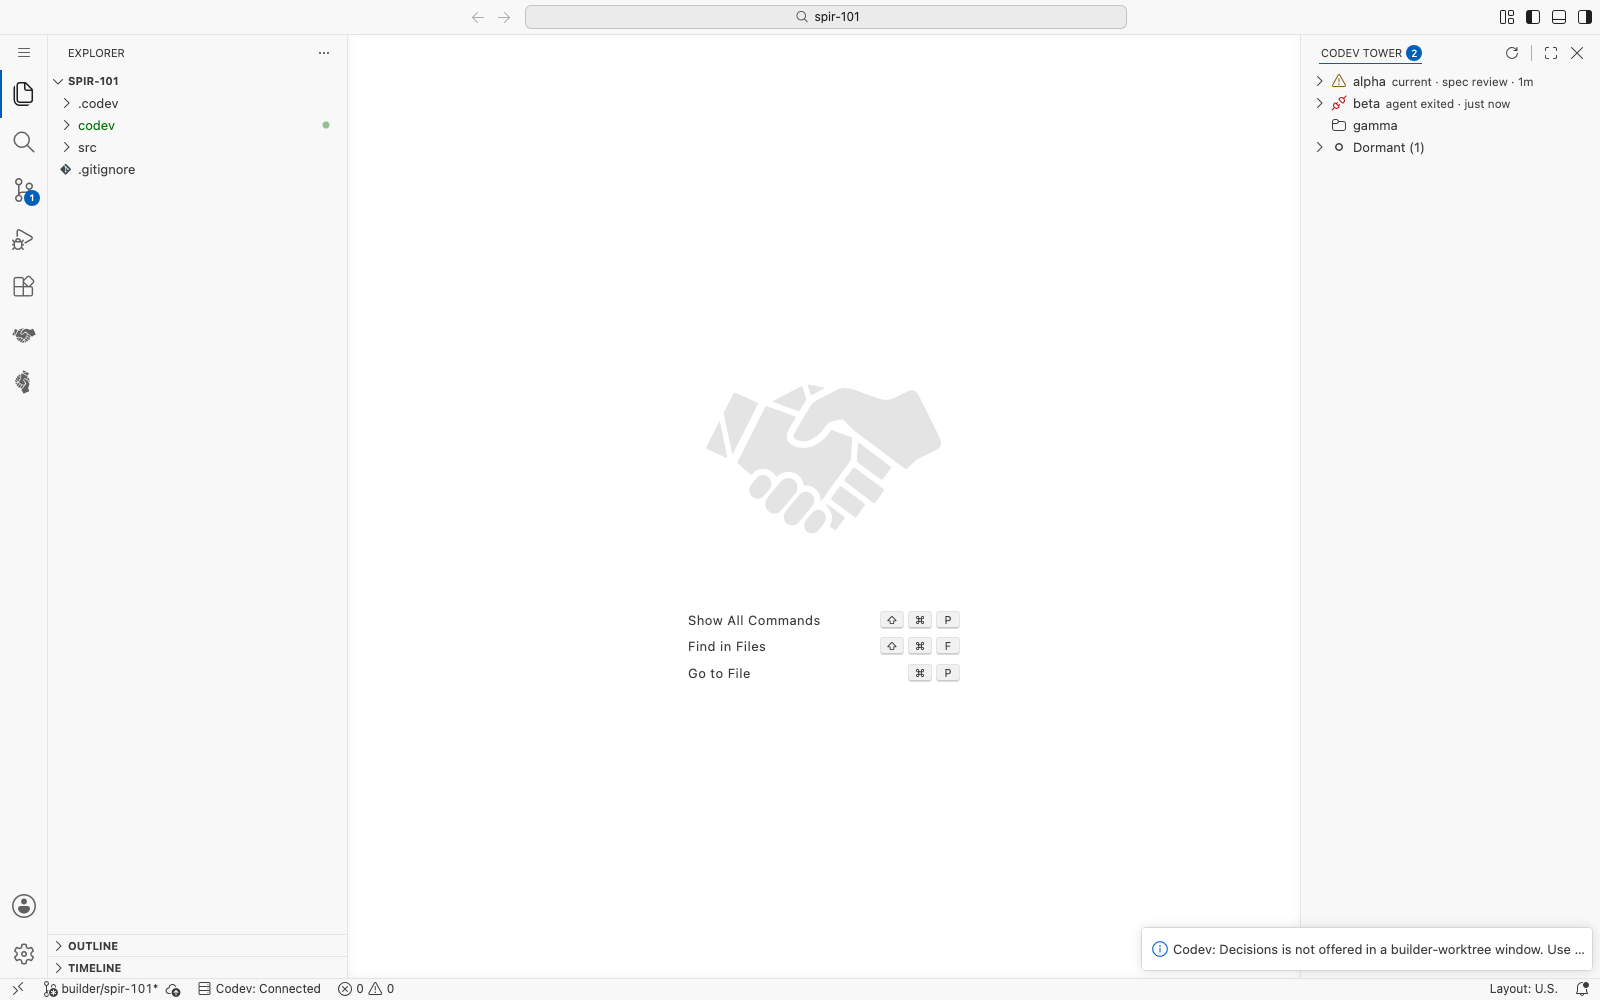 spir-101
EXPLORER
SPIR-101
.codev
codev
src
.gitignore
1
Show All Commands ⇧ ⌘ P
Find in Files ⇧ ⌘ F
Go to File ⌘ P
CODEV TOWER 2
alpha current · spec review · 1m
beta agent exited · just now
gamma
Dormant (1)
OUTLINE
TIMELINE
Codev: Decisions is not offered in a builder-worktree window. Use ...
builder/spir-101* Codev: Connected 0 0 Layout: U.S.